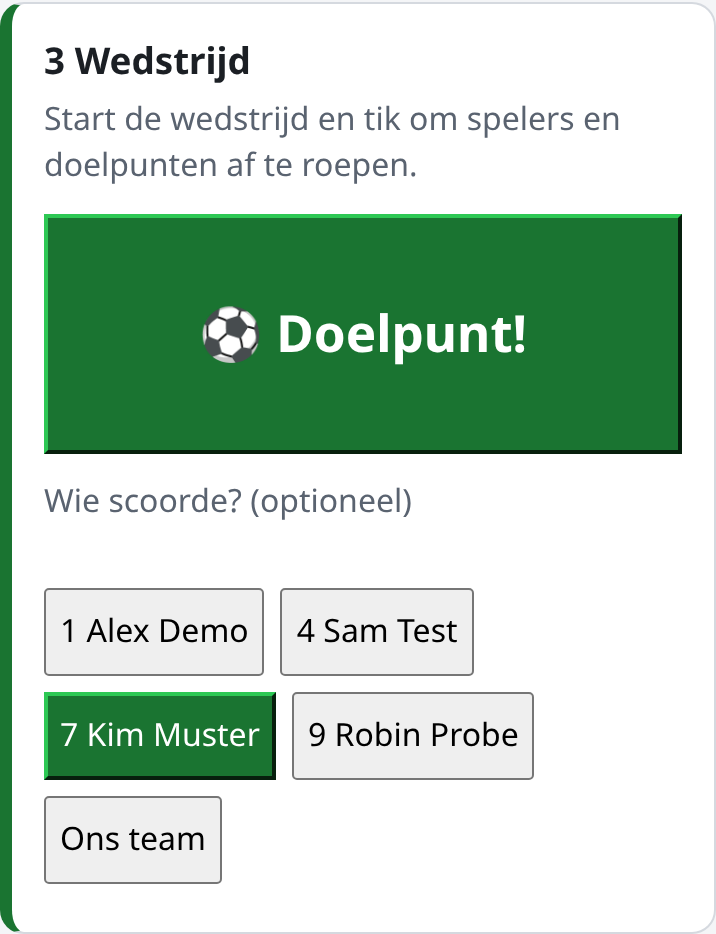 3 Wedstrijd
Start de wedstrijd en tik om spelers en
doelpunten af te roepen.
⚽ Doelpunt!
Wie scoorde? (optioneel)
1 Alex Demo
4 Sam Test
7 Kim Muster
9 Robin Probe
Ons team